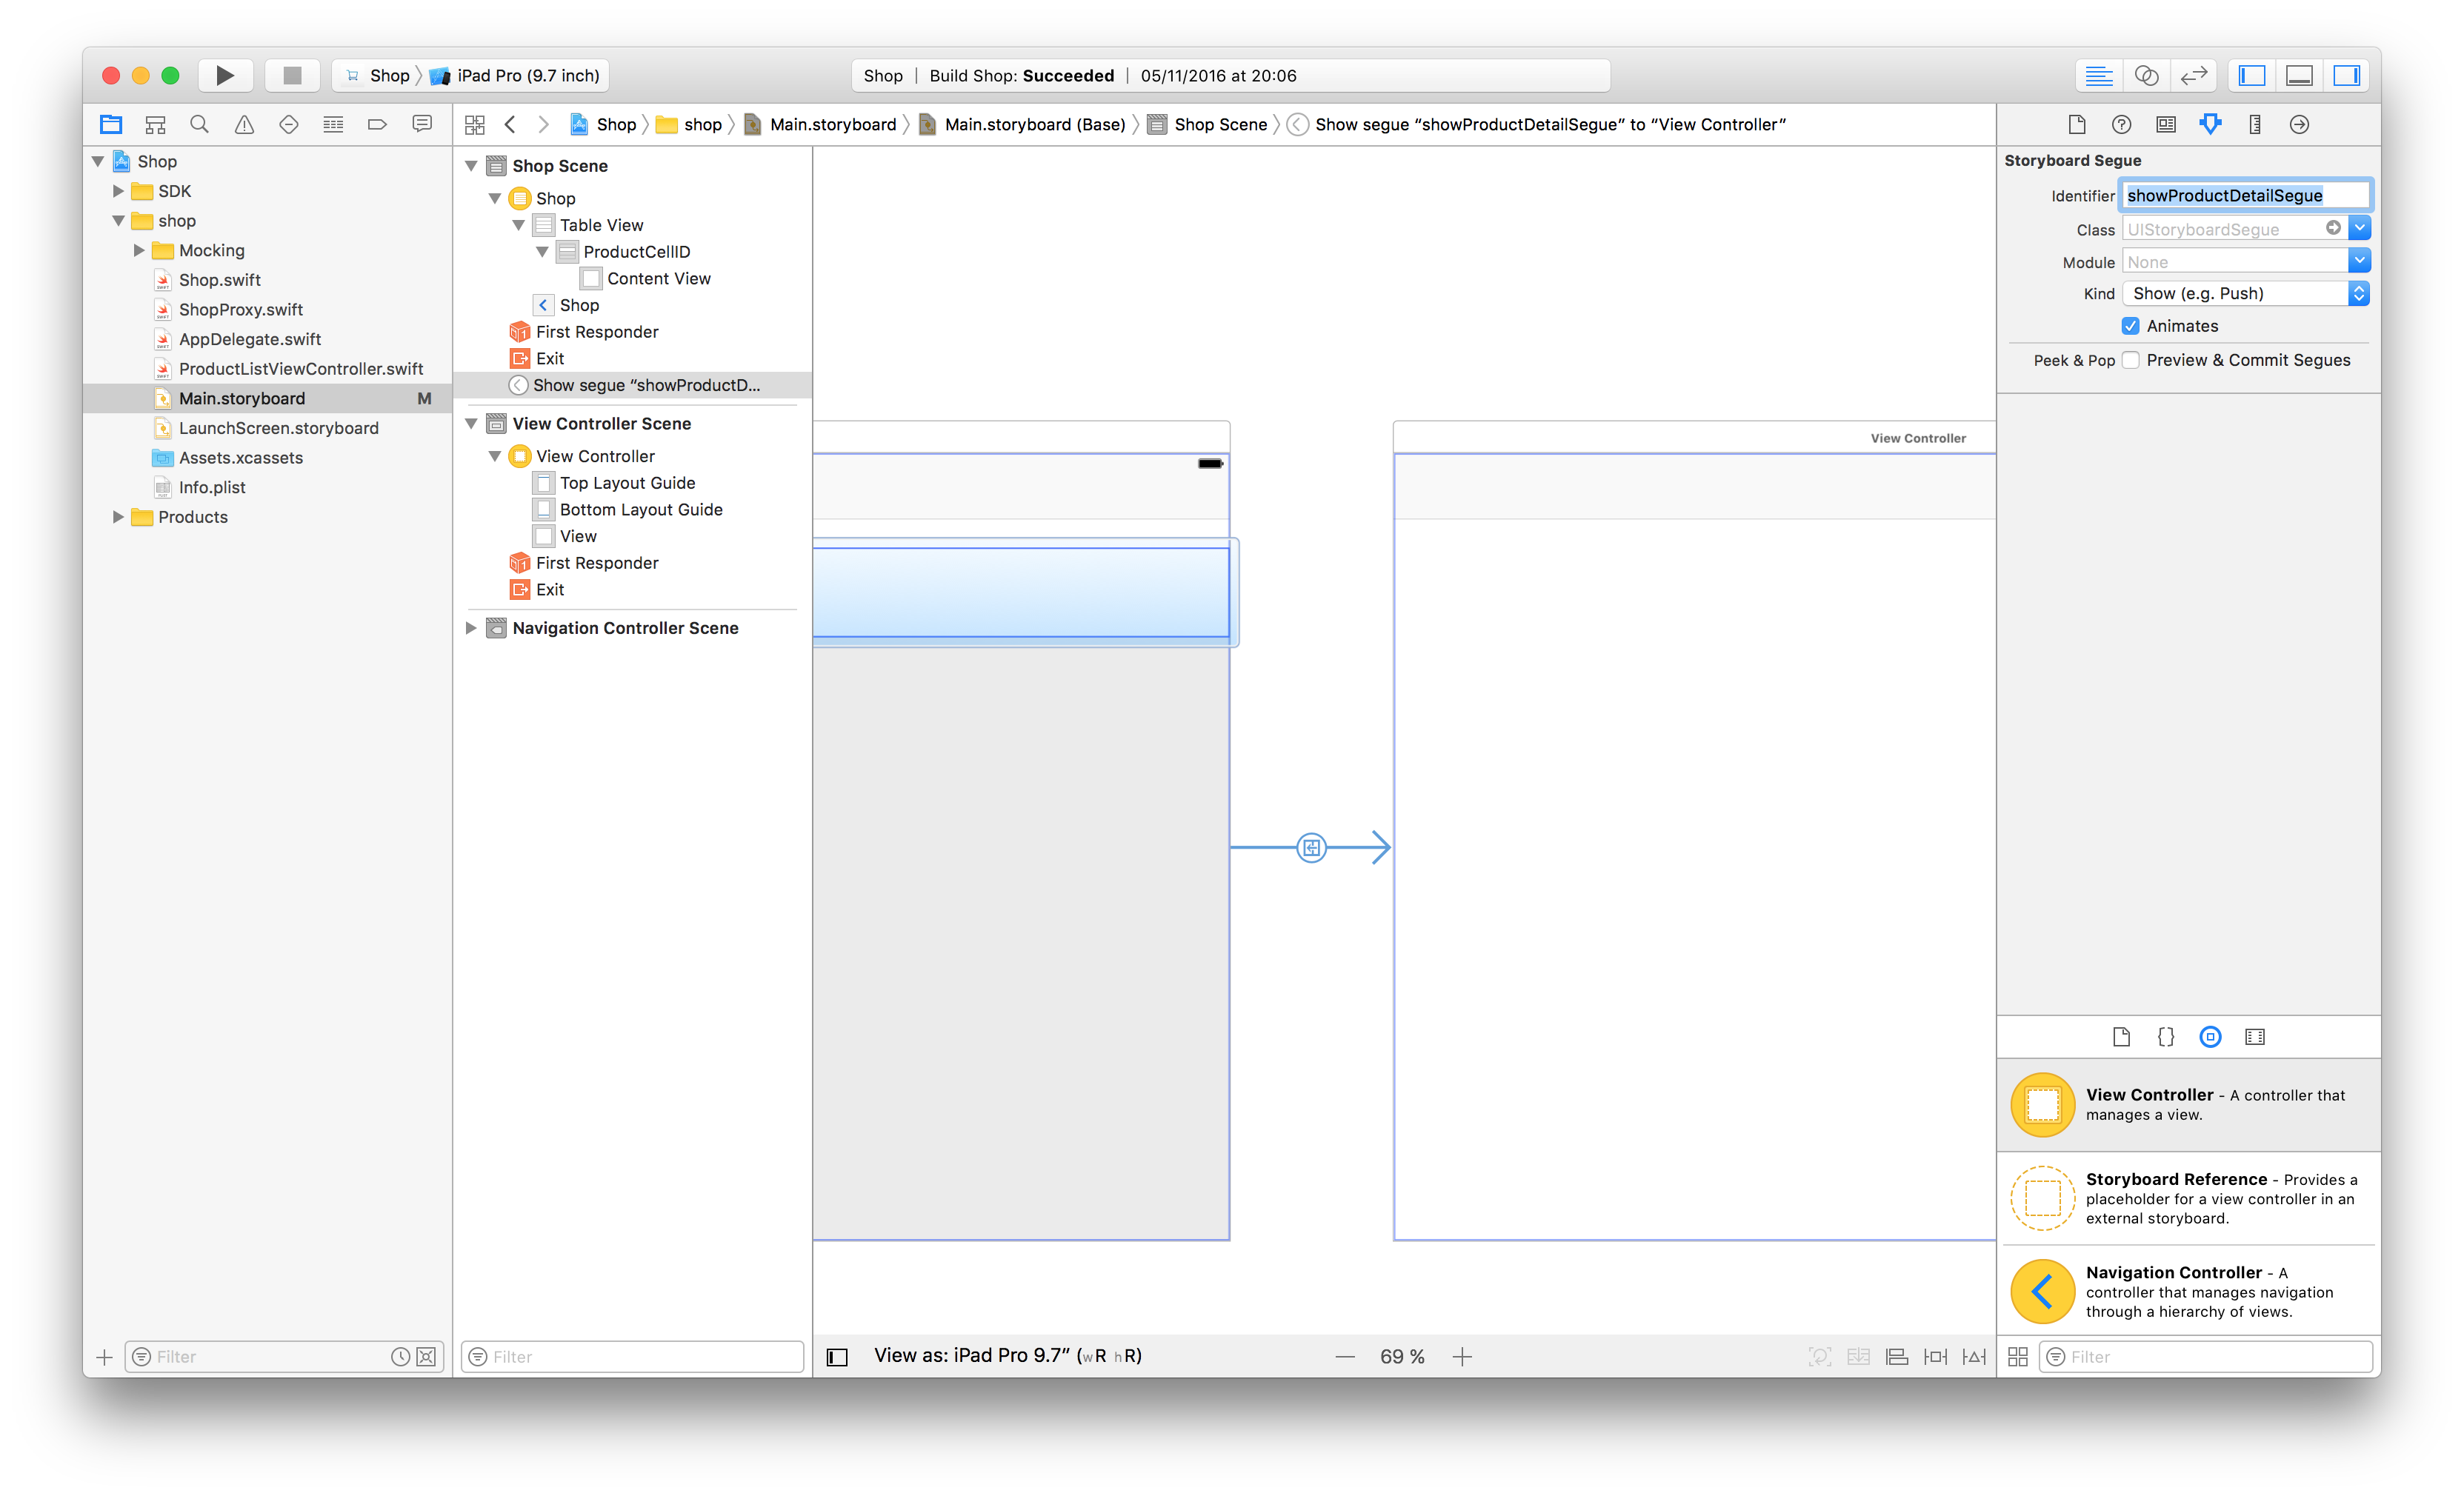 Shop
iPad Pro (9.7 inch)
Shop | Build Shop: Succeeded | 05/11/2016 at 20:06
Shop
shop
Main.storyboard
Main.storyboard (Base)
Shop Scene
Show segue “showProductDetailSegue” to “View Controller”
Shop
SDK
shop
Mocking
Shop.swift
ShopProxy.swift
AppDelegate.swift
ProductListViewController.swift
Main.storyboard M
LaunchScreen.storyboard
Assets.xcassets
Info.plist
Products
Filter
Shop Scene
Shop
Table View
ProductCellID
Content View
Shop
First Responder
Exit
Show segue “showProductD...
View Controller Scene
View Controller
Top Layout Guide
Bottom Layout Guide
View
First Responder
Exit
Navigation Controller Scene
Filter
View Controller
View as: iPad Pro 9.7” (wR hR)
69 %
Storyboard Segue
Identifier showProductDetailSegue
Class UIStoryboardSegue
Module None
Kind Show (e.g. Push)
Animates
Peek & Pop Preview & Commit Segues
View Controller - A controller that
manages a view.
Storyboard Reference - Provides a
placeholder for a view controller in an
external storyboard.
Navigation Controller - A
controller that manages navigation
through a hierarchy of views.
Filter